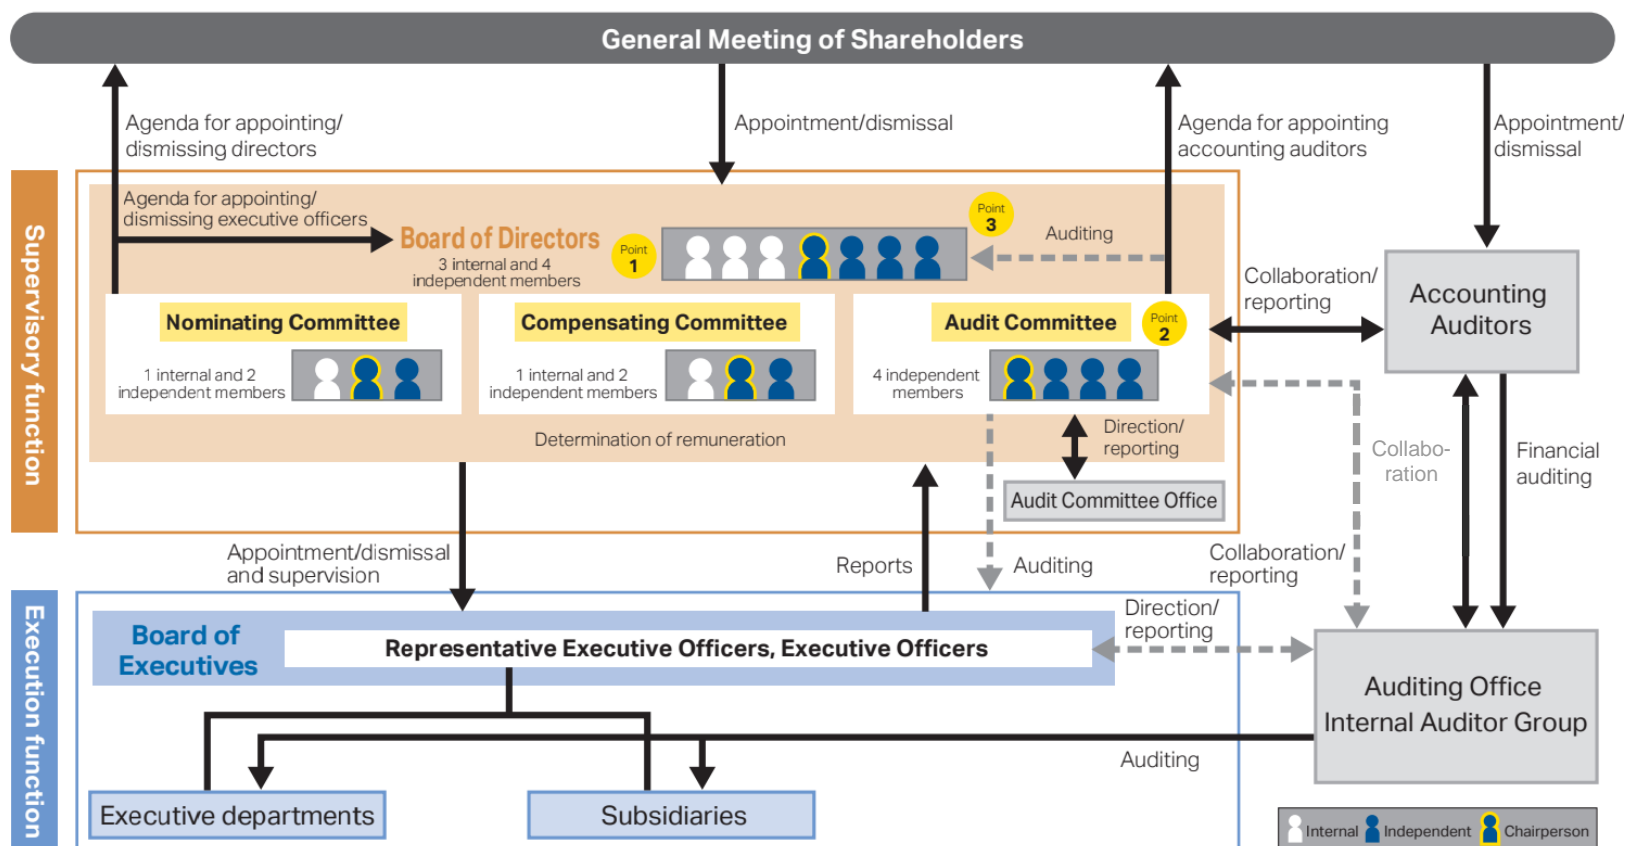 General Meeting of Shareholders
Agenda for appointing/
dismissing directors
Appointment/dismissal
Agenda for appointing
accounting auditors
Appointment/
dismissal
Supervisory function
Agenda for appointing/
dismissing executive officers
Board of Directors
3 internal and 4
independent members
Point
1
Point
3
Auditing
Collaboration/
reporting
Accounting
Auditors
Nominating Committee
1 internal and 2
independent members
Compensating Committee
1 internal and 2
independent members
Audit Committee
Point
2
4 independent
members
Determination of remuneration
Direction/
reporting
Audit Committee Office
Collabo-
ration
Financial
auditing
Appointment/dismissal
and supervision
Reports
Auditing
Collaboration/
reporting
Execution function
Board of
Executives
Representative Executive Officers, Executive Officers
Direction/
reporting
Auditing Office
Internal Auditor Group
Auditing
Executive departments
Subsidiaries
Internal
Independent
Chairperson